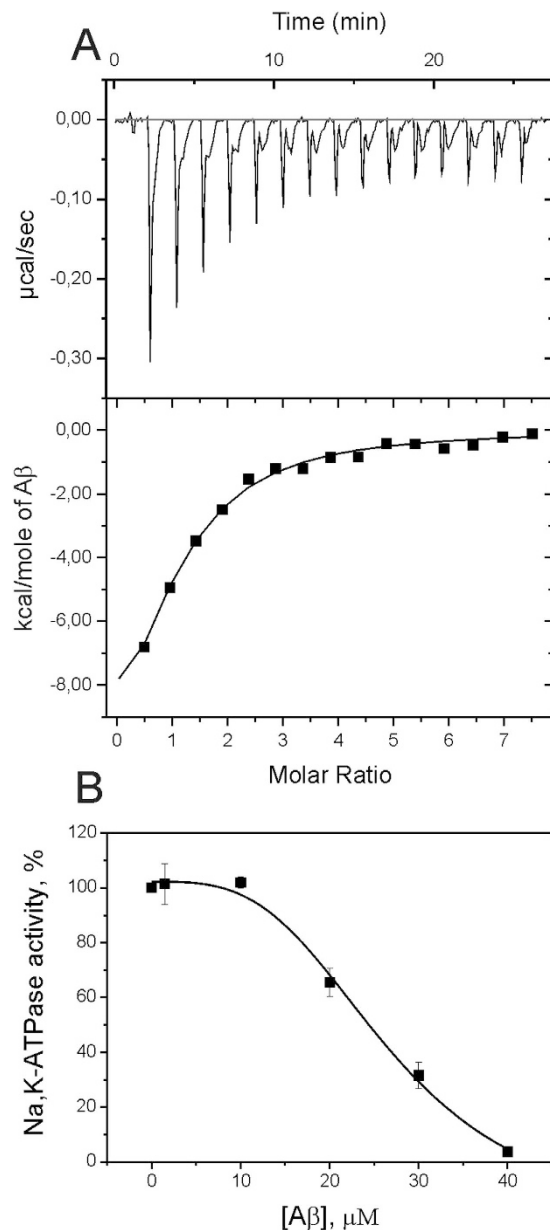 A
Time (min)
0 10 20
0,00
-0,10
-0,20
-0,30
µcal/sec
0,00
-2,00
-4,00
-6,00
-8,00
kcal/mole of Aβ
0 1 2 3 4 5 6 7
Molar Ratio
B
120
100
80
60
40
20
0
Na,K-ATPase activity, %
0 10 20 30 40
[Aβ], µM